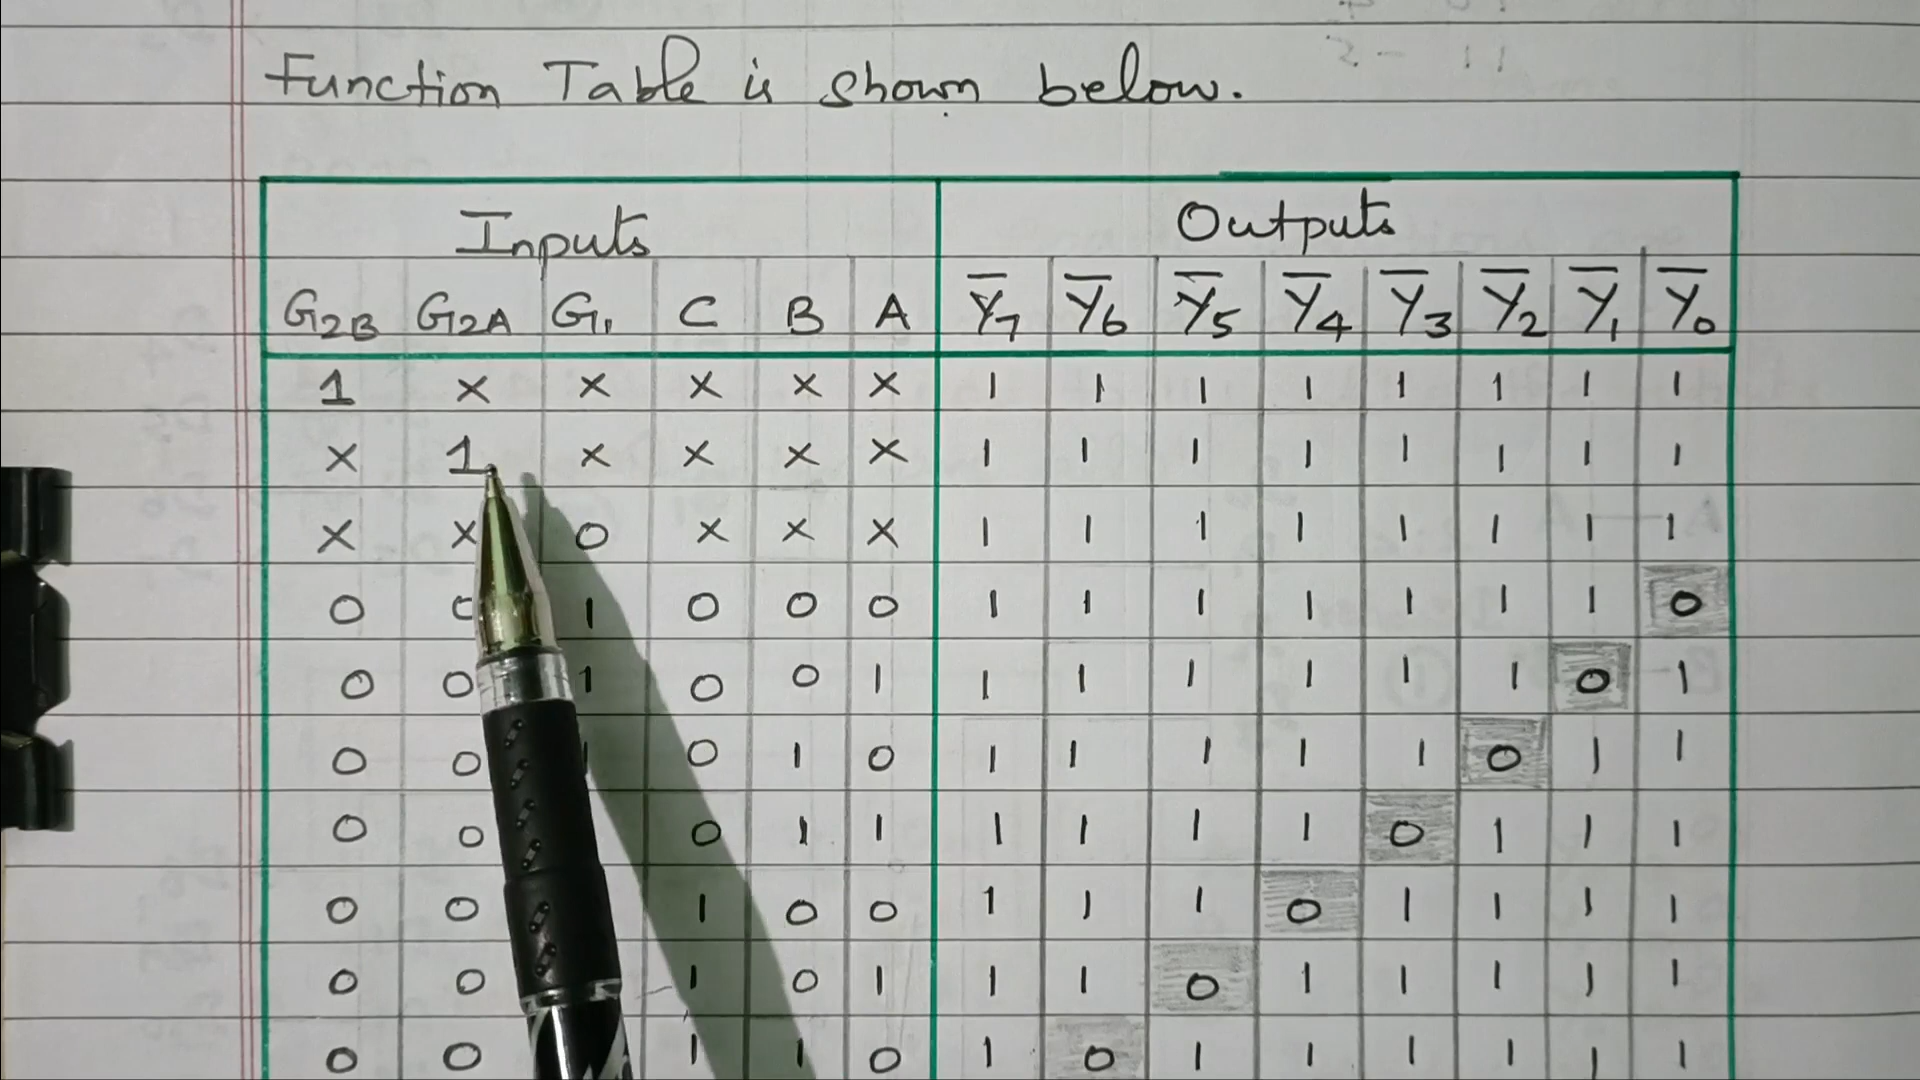 Function Table is shown below.
Inputs Outputs
G2B G2A G1 C B A Y̅7 Y̅6 Y̅5 Y̅4 Y̅3 Y̅2 Y̅1 Y̅0
1 x x x x x 1 1 1 1 1 1 1 1
x 1 x x x x 1 1 1 1 1 1 1 1
x x 0 x x x 1 1 1 1 1 1 1 1
0 0 1 0 0 0 1 1 1 1 1 1 1 0
0 0 1 0 0 1 1 1 1 1 1 1 0 1
0 0 1 0 1 0 1 1 1 1 1 0 1 1
0 0 0 1 1 1 1 1 1 0 1 1 1
0 0 1 0 0 1 1 1 0 1 1 1 1
0 0 1 0 1 1 1 0 1 1 1 1 1
0 0 1 1 0 1 0 1 1 1 1 1 1